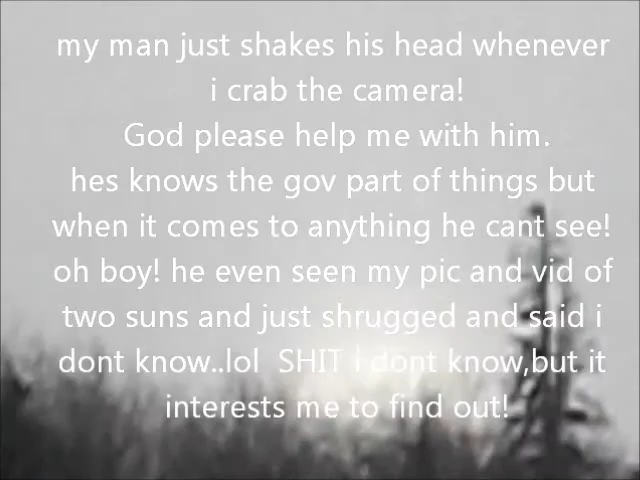 my man just shakes his head whenever
i crab the camera!
God please help me with him.
hes knows the gov part of things but
when it comes to anything he cant see!
oh boy! he even seen my pic and vid of
two suns and just shrugged and said i
dont know..lol  SHIT i dont know,but it
interests me to find out!